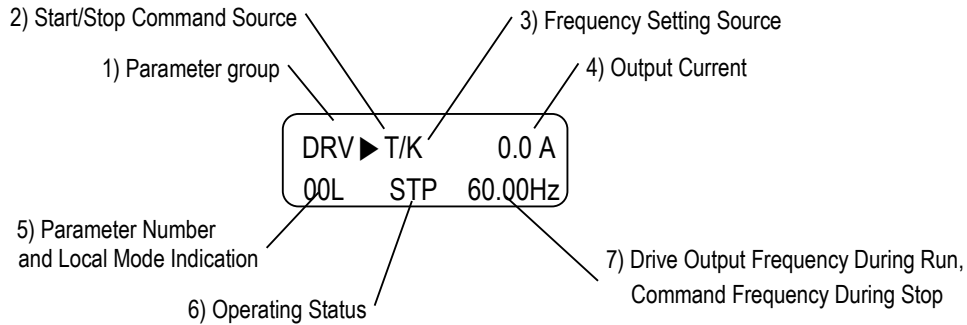 2) Start/Stop Command Source
3) Frequency Setting Source
1) Parameter group
4) Output Current
DRV▶T/K 0.0 A
00L STP 60.00Hz
5) Parameter Number
and Local Mode Indication
6) Operating Status
7) Drive Output Frequency During Run,
Command Frequency During Stop